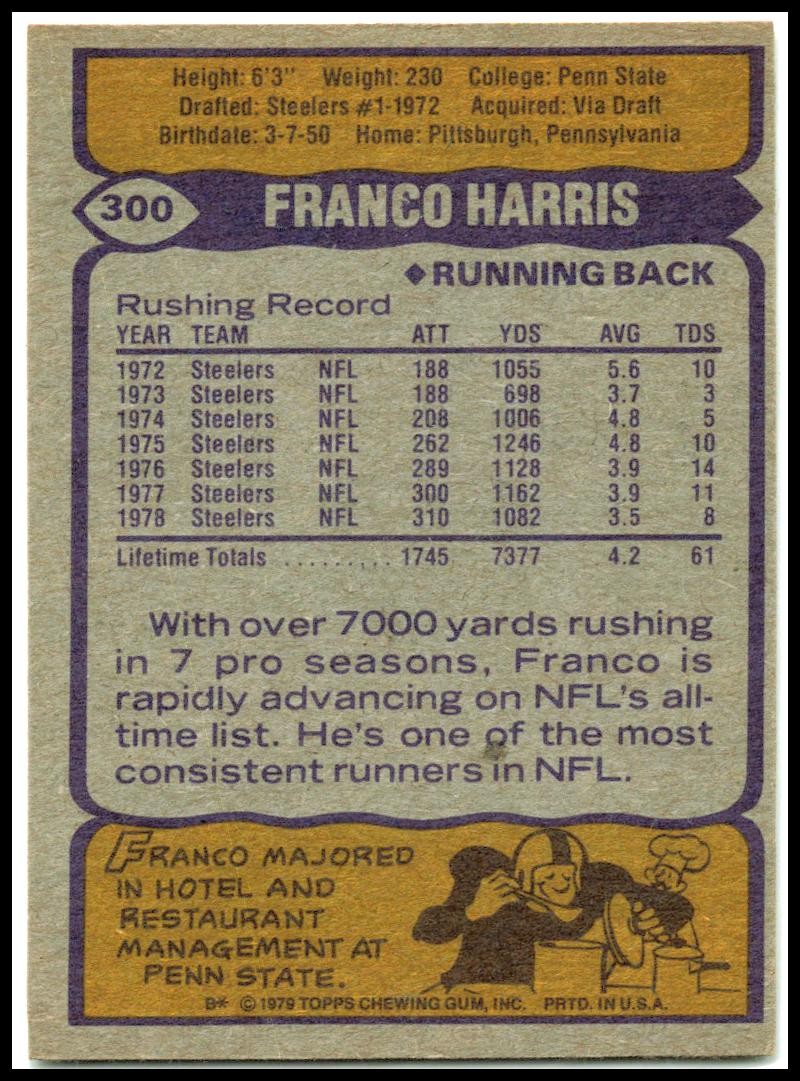 Height: 6'3" Weight: 230 College: Penn State
Drafted: Steelers #1-1972 Acquired: Via Draft
Birthdate: 3-7-50 Home: Pittsburgh, Pennsylvania
300 FRANCO HARRIS
◆RUNNING BACK
Rushing Record
YEAR TEAM ATT YDS AVG TDS
1972 Steelers NFL 188 1055 5.6 10
1973 Steelers NFL 188 698 3.7 3
1974 Steelers NFL 208 1006 4.8 5
1975 Steelers NFL 262 1246 4.8 10
1976 Steelers NFL 289 1128 3.9 14
1977 Steelers NFL 300 1162 3.9 11
1978 Steelers NFL 310 1082 3.5 8
Lifetime Totals ......... 1745 7377 4.2 61
With over 7000 yards rushing
in 7 pro seasons, Franco is
rapidly advancing on NFL's all-
time list. He's one of the most
consistent runners in NFL.
FRANCO MAJORED
IN HOTEL AND
RESTAURANT
MANAGEMENT AT
PENN STATE.
B* © 1979 TOPPS CHEWING GUM, INC. PRTD. IN U.S.A.